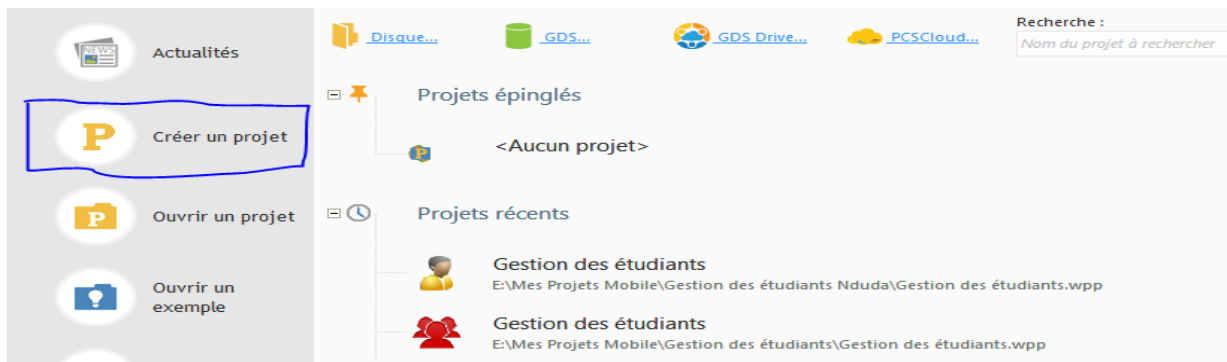 NEWS
Actualités
P
Créer un projet
P
Ouvrir un projet
Ouvrir un
exemple
Disque...
GDS...
GDS Drive...
PCSCloud...
Recherche :
Nom du projet à rechercher
Projets épinglés
P
<Aucun projet>
Projets récents
Gestion des étudiants
E:\Mes Projets Mobile\Gestion des étudiants Nduda\Gestion des étudiants.wpp
Gestion des étudiants
E:\Mes Projets Mobile\Gestion des étudiants\Gestion des étudiants.wpp